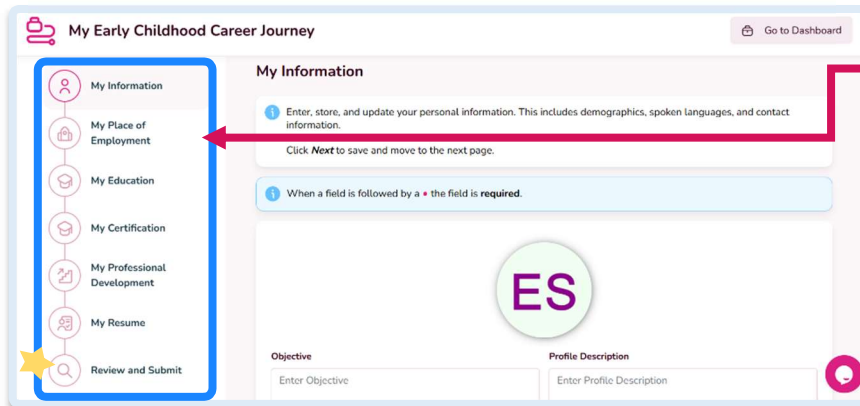 My Early Childhood Career Journey
Go to Dashboard
My Information
My Place of
Employment
My Education
My Certification
My Professional
Development
My Resume
Review and Submit
My Information
Enter, store, and update your personal information. This includes demographics, spoken languages, and contact
information.
Click Next to save and move to the next page.
When a field is followed by a • the field is required.
ES
Objective
Profile Description
Enter Objective
Enter Profile Description